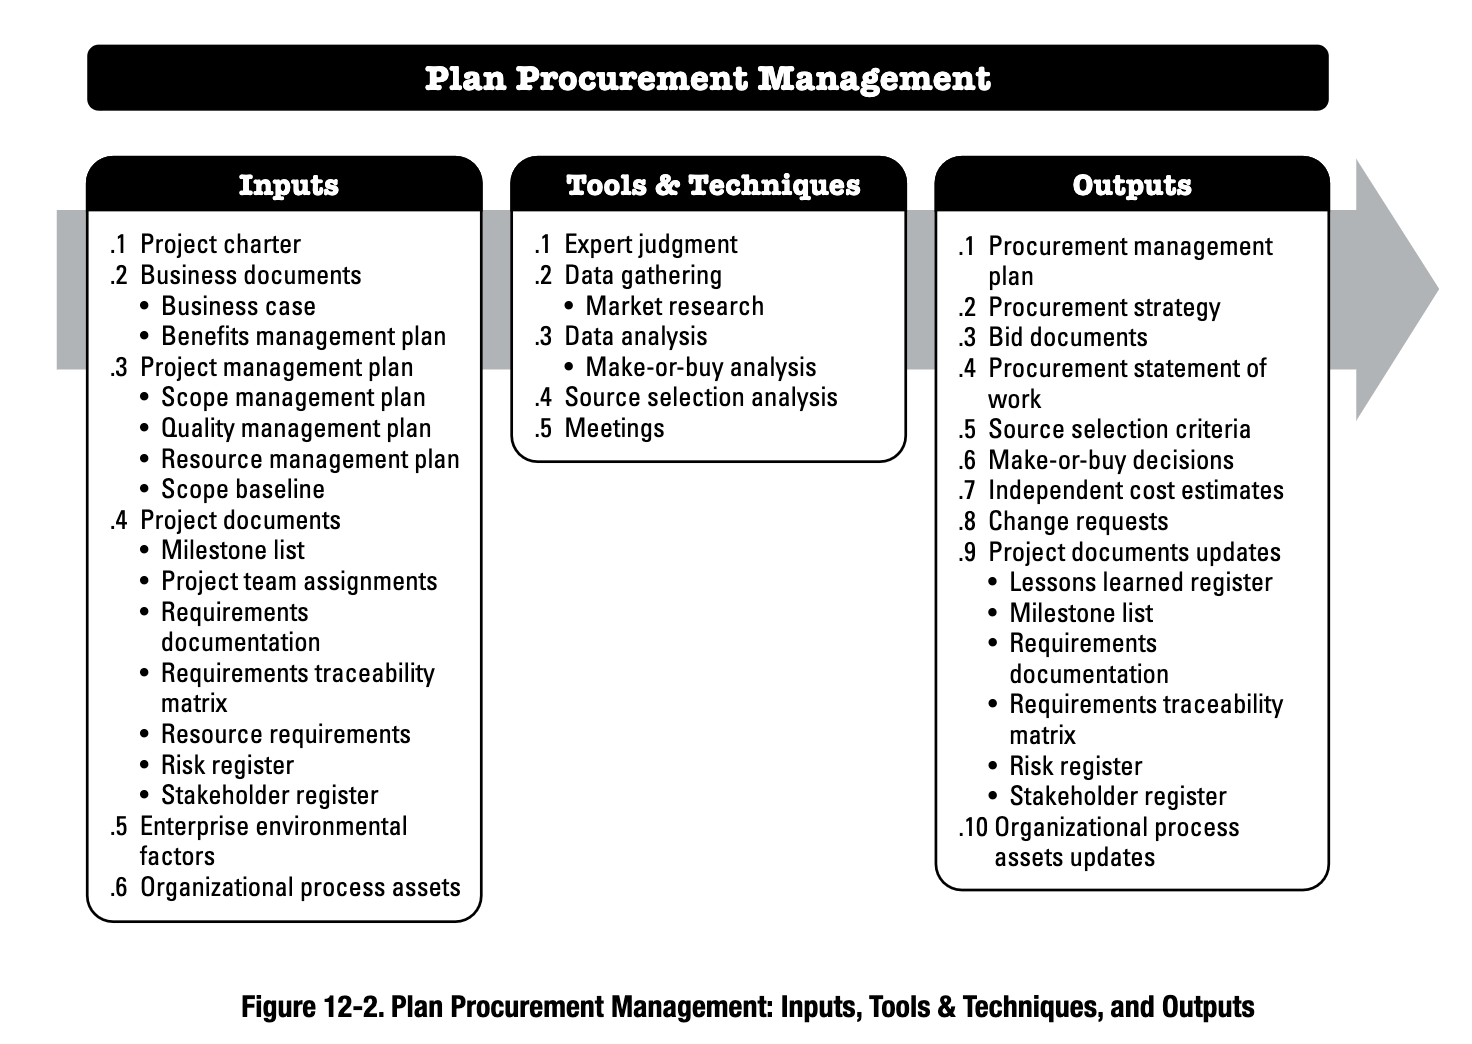 Plan Procurement Management
Inputs
.1 Project charter
.2 Business documents
• Business case
• Benefits management plan
.3 Project management plan
• Scope management plan
• Quality management plan
• Resource management plan
• Scope baseline
.4 Project documents
• Milestone list
• Project team assignments
• Requirements
documentation
• Requirements traceability
matrix
• Resource requirements
• Risk register
• Stakeholder register
.5 Enterprise environmental
factors
.6 Organizational process assets
Tools & Techniques
.1 Expert judgment
.2 Data gathering
• Market research
.3 Data analysis
• Make-or-buy analysis
.4 Source selection analysis
.5 Meetings
Outputs
.1 Procurement management
plan
.2 Procurement strategy
.3 Bid documents
.4 Procurement statement of
work
.5 Source selection criteria
.6 Make-or-buy decisions
.7 Independent cost estimates
.8 Change requests
.9 Project documents updates
• Lessons learned register
• Milestone list
• Requirements
documentation
• Requirements traceability
matrix
• Risk register
• Stakeholder register
.10 Organizational process
assets updates
Figure 12-2. Plan Procurement Management: Inputs, Tools & Techniques, and Outputs